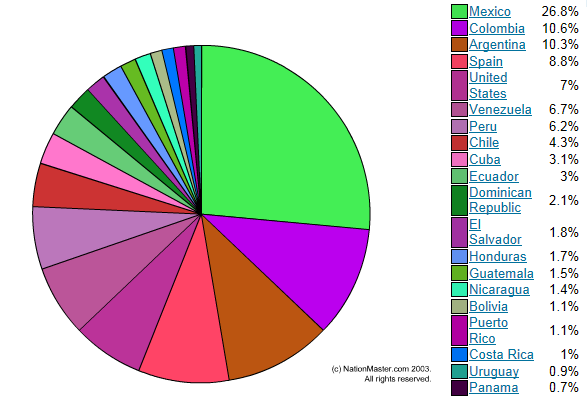 Mexico 26.8%
Colombia 10.6%
Argentina 10.3%
Spain 8.8%
United
States 7%
Venezuela 6.7%
Peru 6.2%
Chile 4.3%
Cuba 3.1%
Ecuador 3%
Dominican
Republic 2.1%
El
Salvador 1.8%
Honduras 1.7%
Guatemala 1.5%
Nicaragua 1.4%
Bolivia 1.1%
Puerto
Rico 1.1%
Costa Rica 1%
Uruguay 0.9%
Panama 0.7%
(c) NationMaster.com 2003.
All rights reserved.